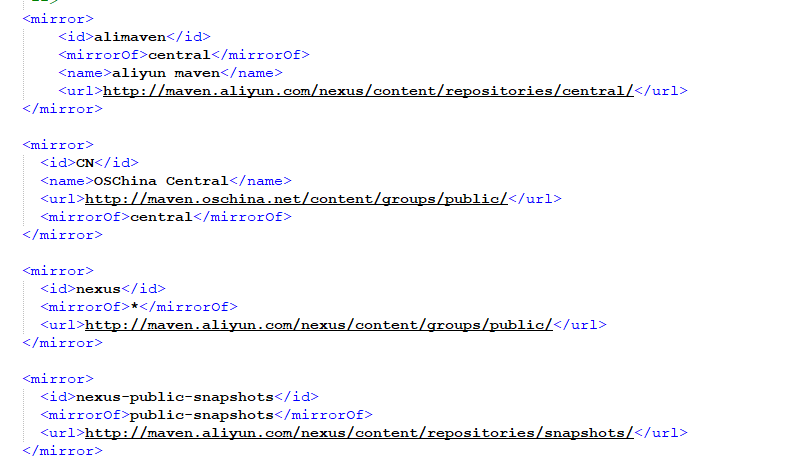 -->
<mirror>
<id>alimaven</id>
<mirrorOf>central</mirrorOf>
<name>aliyun maven</name>
<url>http://maven.aliyun.com/nexus/content/repositories/central/</url>
</mirror>
<mirror>
<id>CN</id>
<name>OSChina Central</name>
<url>http://maven.oschina.net/content/groups/public/</url>
<mirrorOf>central</mirrorOf>
</mirror>
<mirror>
<id>nexus</id>
<mirrorOf>*</mirrorOf>
<url>http://maven.aliyun.com/nexus/content/groups/public/</url>
</mirror>
<mirror>
<id>nexus-public-snapshots</id>
<mirrorOf>public-snapshots</mirrorOf>
<url>http://maven.aliyun.com/nexus/content/repositories/snapshots/</url>
</mirror>